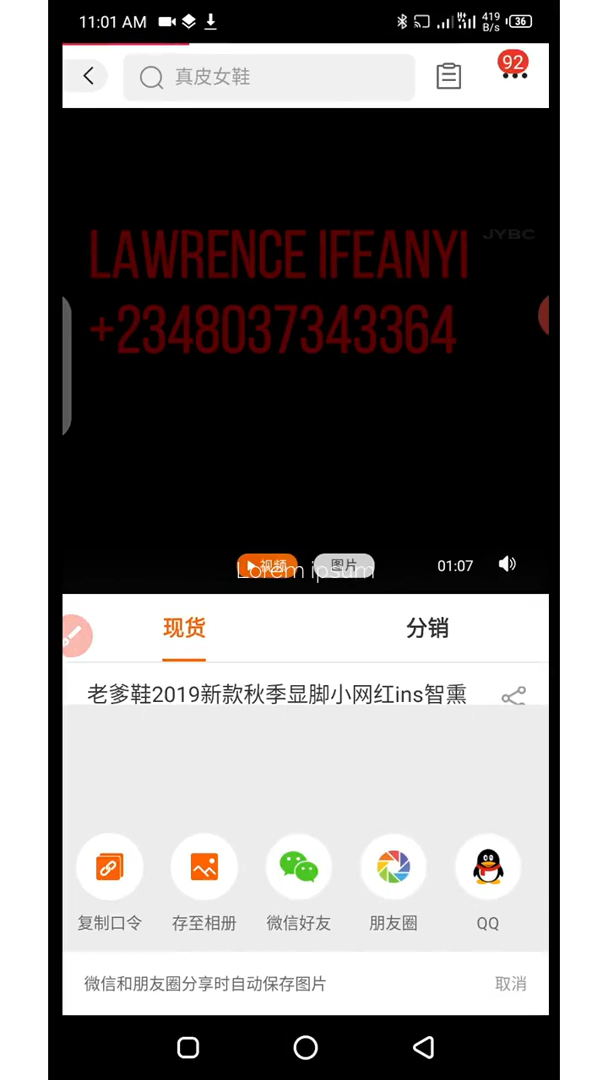 11:01 AM
419
B/s
36
真皮女鞋
92
JYBC
LAWRENCE IFEANYI
+2348037343364
视频
图片
Lorem ipsum
01:07
现货
分销
老爹鞋2019新款秋季显脚小网红ins智熏
复制口令
存至相册
微信好友
朋友圈
QQ
微信和朋友圈分享时自动保存图片
取消